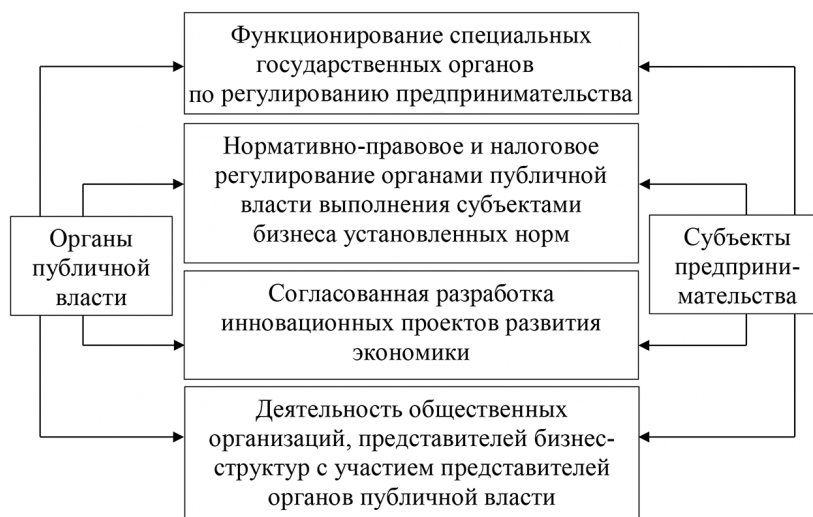 Функционирование специальных
государственных органов
по регулированию предпринимательства
Нормативно-правовое и налоговое
регулирование органами публичной
власти выполнения субъектами
бизнеса установленных норм
Органы
публичной
власти
Субъекты
предприни-
мательства
Согласованная разработка
инновационных проектов развития
экономики
Деятельность общественных
организаций, представителей бизнес-
структур с участием представителей
органов публичной власти